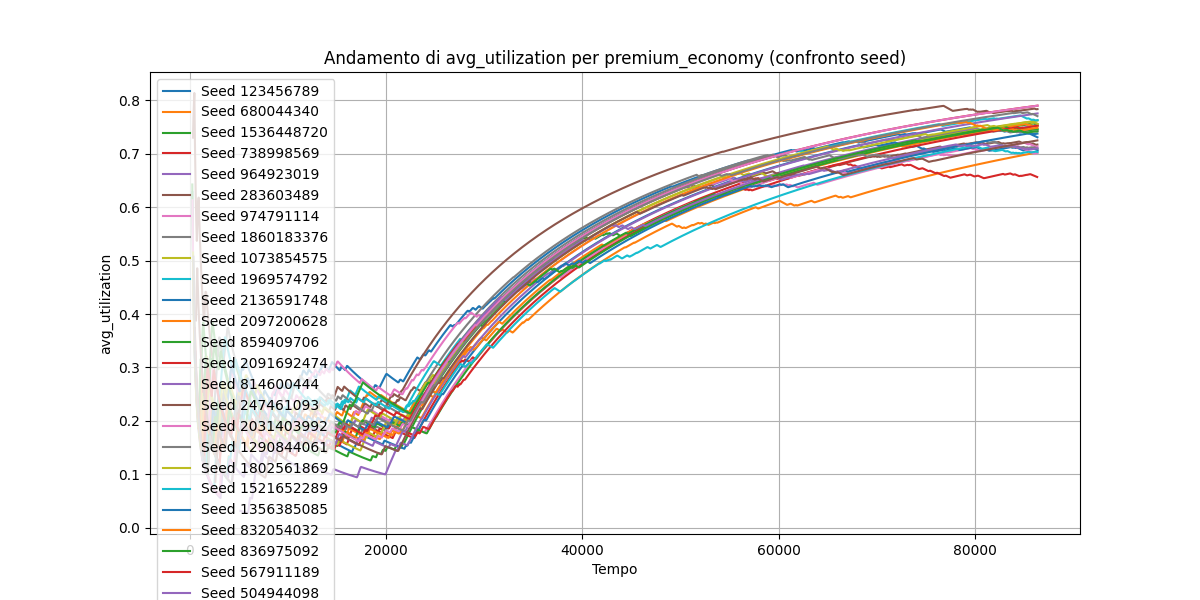 Andamento di avg_utilization per premium_economy (confronto seed)
avg_utilization
0.8
0.7
0.6
0.5
0.4
0.3
0.2
0.1
0.0
Seed 123456789
Seed 680044340
Seed 1536448720
Seed 738998569
Seed 964923019
Seed 283603489
Seed 974791114
Seed 1860183376
Seed 1073854575
Seed 1969574792
Seed 2136591748
Seed 2097200628
Seed 859409706
Seed 2091692474
Seed 814600444
Seed 247461093
Seed 2031403992
Seed 1290844061
Seed 1802561869
Seed 1521652289
Seed 1356385085
Seed 832054032
Seed 836975092
Seed 567911189
Seed 504944098
0 20000 40000 60000 80000
Tempo